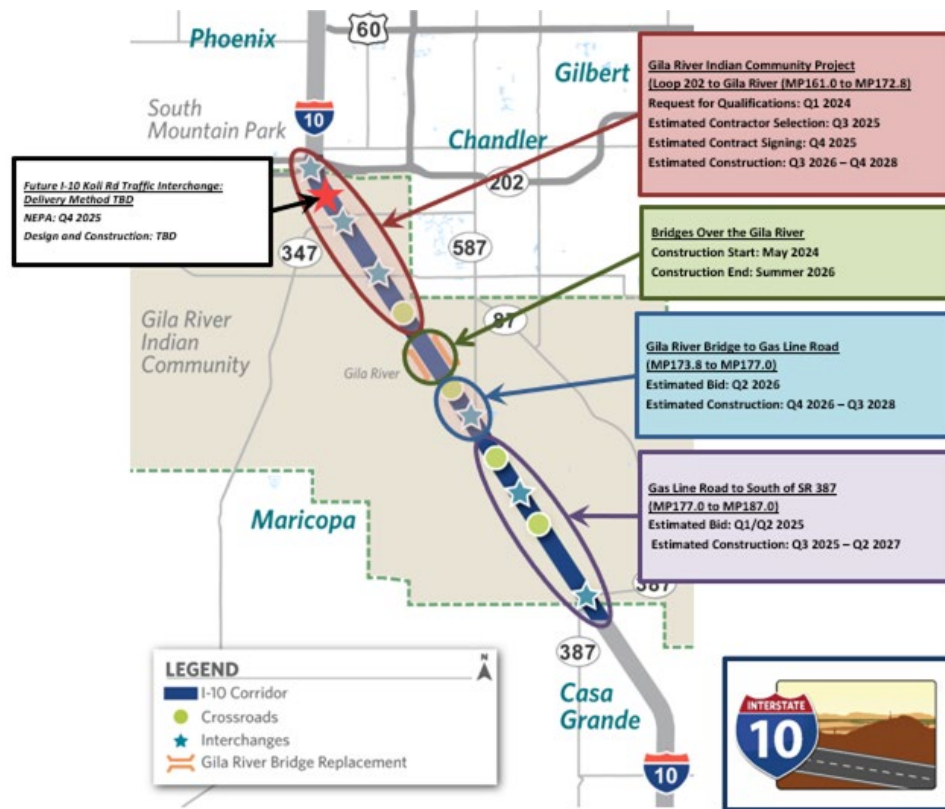 Phoenix
60
Gilbert
South
Mountain Park
10
Chandler
202
Gila River Indian Community Project
(Loop 202 to Gila River (MP161.0 to MP172.8)
Request for Qualifications: Q1 2024
Estimated Contractor Selection: Q3 2025
Estimated Contract Signing: Q4 2025
Estimated Construction: Q3 2026 – Q4 2028
Future I-10 Koli Rd Traffic Interchange:
Delivery Method TBD
NEPA: Q4 2025
Design and Construction: TBD
347
587
Bridges Over the Gila River
Construction Start: May 2024
Construction End: Summer 2026
Gila River
Indian
Community
87
Gila River
Gila River Bridge to Gas Line Road
(MP173.8 to MP177.0)
Estimated Bid: Q2 2026
Estimated Construction: Q4 2026 – Q3 2028
Maricopa
Gas Line Road to South of SR 387
(MP177.0 to MP187.0)
Estimated Bid: Q1/Q2 2025
Estimated Construction: Q3 2025 – Q2 2027
387
387
Casa
Grande
10
LEGEND
N
I-10 Corridor
Crossroads
Interchanges
Gila River Bridge Replacement
INTERSTATE
10